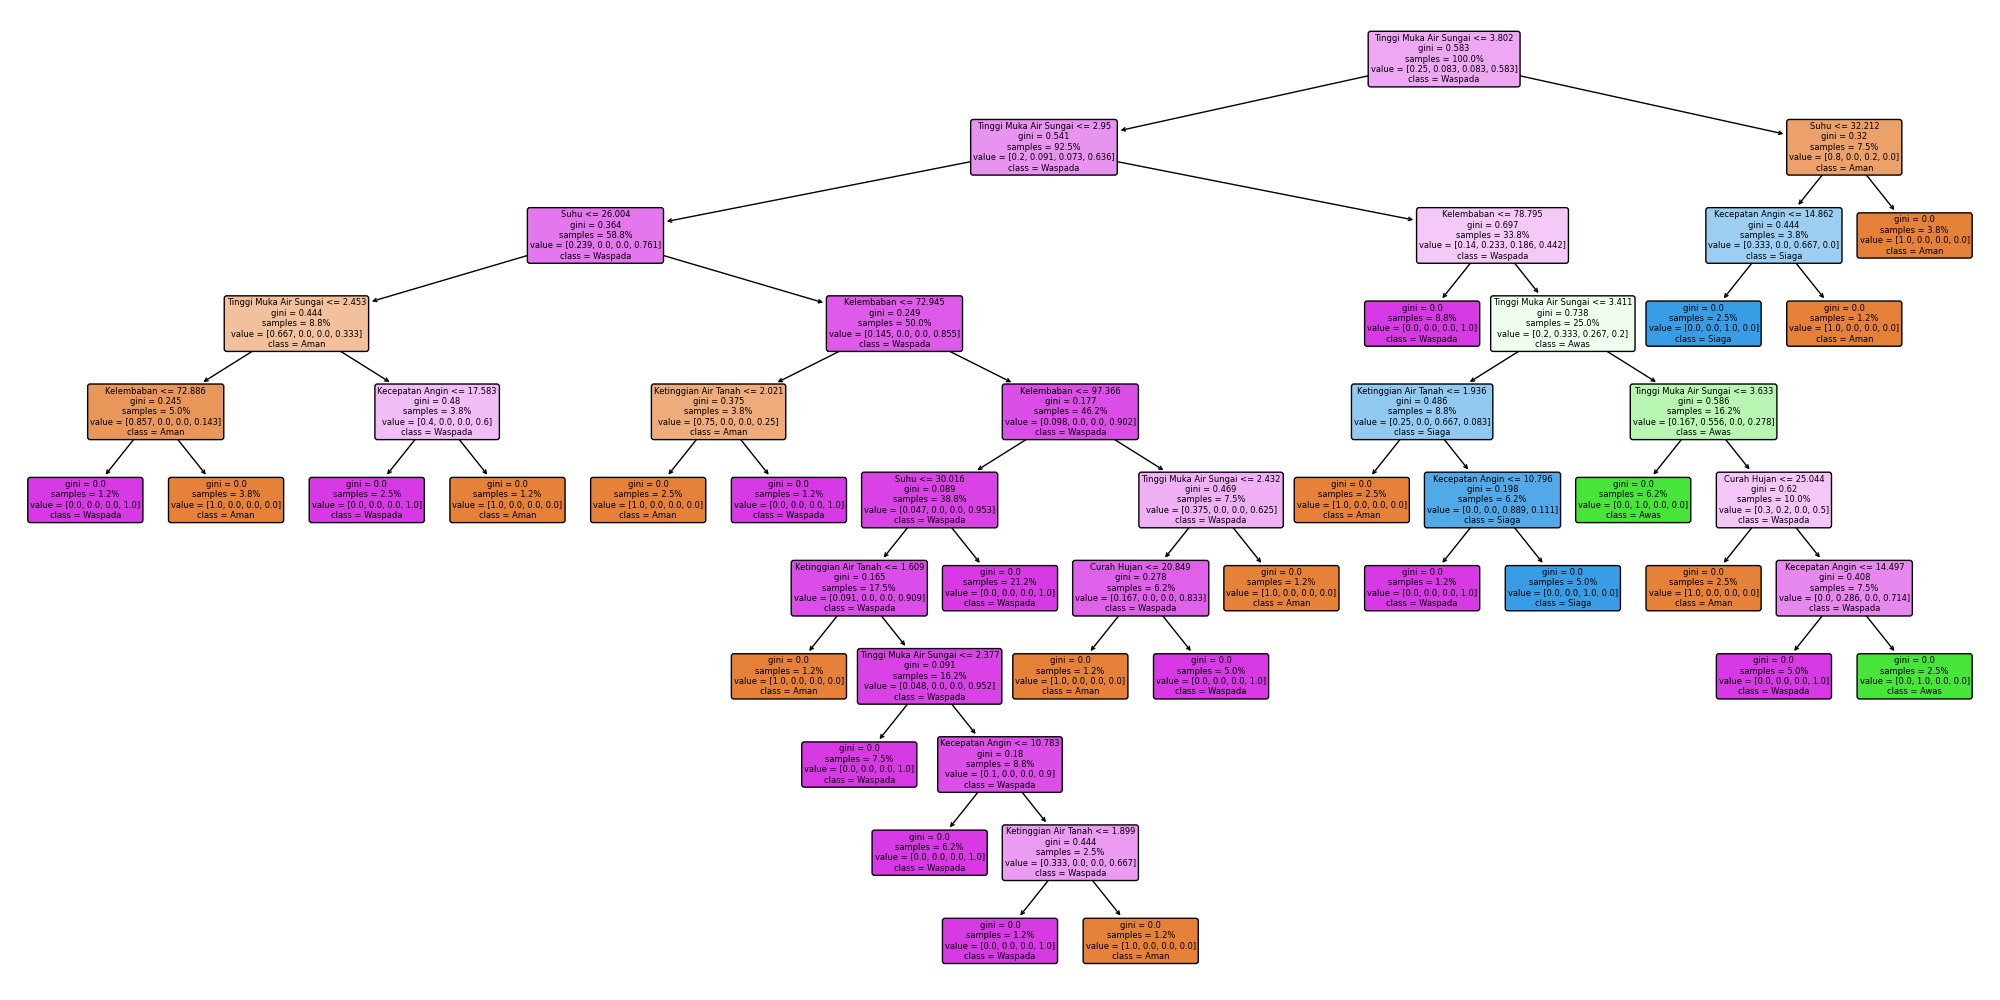 Tinggi Muka Air Sungai <= 3.802
gini = 0.583
samples = 100.0%
value = [0.25, 0.083, 0.083, 0.583]
class = Waspada
Tinggi Muka Air Sungai <= 2.95
gini = 0.541
samples = 92.5%
value = [0.2, 0.091, 0.073, 0.636]
class = Waspada
Suhu <= 32.212
gini = 0.32
samples = 7.5%
value = [0.8, 0.0, 0.2, 0.0]
class = Aman
Suhu <= 26.004
gini = 0.364
samples = 58.8%
value = [0.239, 0.0, 0.0, 0.761]
class = Waspada
Kelembaban <= 78.795
gini = 0.697
samples = 33.8%
value = [0.14, 0.233, 0.186, 0.442]
class = Waspada
Kecepatan Angin <= 14.862
gini = 0.444
samples = 3.8%
value = [0.333, 0.0, 0.667, 0.0]
class = Siaga
gini = 0.0
samples = 3.8%
value = [1.0, 0.0, 0.0, 0.0]
class = Aman
Tinggi Muka Air Sungai <= 2.453
gini = 0.444
samples = 8.8%
value = [0.667, 0.0, 0.0, 0.333]
class = Aman
Kelembaban <= 72.945
gini = 0.249
samples = 50.0%
value = [0.145, 0.0, 0.0, 0.855]
class = Waspada
gini = 0.0
samples = 8.8%
value = [0.0, 0.0, 0.0, 1.0]
class = Waspada
Tinggi Muka Air Sungai <= 3.411
gini = 0.738
samples = 25.0%
value = [0.2, 0.333, 0.267, 0.2]
class = Awas
gini = 0.0
samples = 2.5%
value = [0.0, 0.0, 1.0, 0.0]
class = Siaga
gini = 0.0
samples = 1.2%
value = [1.0, 0.0, 0.0, 0.0]
class = Aman
Kelembaban <= 72.886
gini = 0.245
samples = 5.0%
value = [0.857, 0.0, 0.0, 0.143]
class = Aman
Kecepatan Angin <= 17.583
gini = 0.48
samples = 3.8%
value = [0.4, 0.0, 0.0, 0.6]
class = Waspada
Ketinggian Air Tanah <= 2.021
gini = 0.375
samples = 3.8%
value = [0.75, 0.0, 0.0, 0.25]
class = Aman
Kelembaban <= 97.366
gini = 0.177
samples = 46.2%
value = [0.098, 0.0, 0.0, 0.902]
class = Waspada
Ketinggian Air Tanah <= 1.936
gini = 0.486
samples = 8.8%
value = [0.25, 0.0, 0.667, 0.083]
class = Siaga
Tinggi Muka Air Sungai <= 3.633
gini = 0.586
samples = 16.2%
value = [0.167, 0.556, 0.0, 0.278]
class = Awas
gini = 0.0
samples = 1.2%
value = [0.0, 0.0, 0.0, 1.0]
class = Waspada
gini = 0.0
samples = 3.8%
value = [1.0, 0.0, 0.0, 0.0]
class = Aman
gini = 0.0
samples = 2.5%
value = [0.0, 0.0, 0.0, 1.0]
class = Waspada
gini = 0.0
samples = 1.2%
value = [1.0, 0.0, 0.0, 0.0]
class = Aman
gini = 0.0
samples = 2.5%
value = [1.0, 0.0, 0.0, 0.0]
class = Aman
gini = 0.0
samples = 1.2%
value = [0.0, 0.0, 0.0, 1.0]
class = Waspada
Suhu <= 30.016
gini = 0.089
samples = 38.8%
value = [0.047, 0.0, 0.0, 0.953]
class = Waspada
Tinggi Muka Air Sungai <= 2.432
gini = 0.469
samples = 7.5%
value = [0.375, 0.0, 0.0, 0.625]
class = Waspada
gini = 0.0
samples = 2.5%
value = [1.0, 0.0, 0.0, 0.0]
class = Aman
Kecepatan Angin <= 10.796
gini = 0.198
samples = 6.2%
value = [0.0, 0.0, 0.889, 0.111]
class = Siaga
gini = 0.0
samples = 6.2%
value = [0.0, 1.0, 0.0, 0.0]
class = Awas
Curah Hujan <= 25.044
gini = 0.62
samples = 10.0%
value = [0.3, 0.2, 0.0, 0.5]
class = Waspada
Ketinggian Air Tanah <= 1.609
gini = 0.165
samples = 17.5%
value = [0.091, 0.0, 0.0, 0.909]
class = Waspada
gini = 0.0
samples = 21.2%
value = [0.0, 0.0, 0.0, 1.0]
class = Waspada
Curah Hujan <= 20.849
gini = 0.278
samples = 6.2%
value = [0.167, 0.0, 0.0, 0.833]
class = Waspada
gini = 0.0
samples = 1.2%
value = [1.0, 0.0, 0.0, 0.0]
class = Aman
gini = 0.0
samples = 1.2%
value = [0.0, 0.0, 0.0, 1.0]
class = Waspada
gini = 0.0
samples = 5.0%
value = [0.0, 0.0, 1.0, 0.0]
class = Siaga
gini = 0.0
samples = 2.5%
value = [1.0, 0.0, 0.0, 0.0]
class = Aman
Kecepatan Angin <= 14.497
gini = 0.408
samples = 7.5%
value = [0.0, 0.286, 0.0, 0.714]
class = Waspada
gini = 0.0
samples = 1.2%
value = [1.0, 0.0, 0.0, 0.0]
class = Aman
Tinggi Muka Air Sungai <= 2.377
gini = 0.091
samples = 16.2%
value = [0.048, 0.0, 0.0, 0.952]
class = Waspada
gini = 0.0
samples = 1.2%
value = [1.0, 0.0, 0.0, 0.0]
class = Aman
gini = 0.0
samples = 5.0%
value = [0.0, 0.0, 0.0, 1.0]
class = Waspada
gini = 0.0
samples = 5.0%
value = [0.0, 0.0, 0.0, 1.0]
class = Waspada
gini = 0.0
samples = 2.5%
value = [0.0, 1.0, 0.0, 0.0]
class = Awas
gini = 0.0
samples = 7.5%
value = [0.0, 0.0, 0.0, 1.0]
class = Waspada
Kecepatan Angin <= 10.783
gini = 0.18
samples = 8.8%
value = [0.1, 0.0, 0.0, 0.9]
class = Waspada
gini = 0.0
samples = 6.2%
value = [0.0, 0.0, 0.0, 1.0]
class = Waspada
Ketinggian Air Tanah <= 1.899
gini = 0.444
samples = 2.5%
value = [0.333, 0.0, 0.0, 0.667]
class = Waspada
gini = 0.0
samples = 1.2%
value = [0.0, 0.0, 0.0, 1.0]
class = Waspada
gini = 0.0
samples = 1.2%
value = [1.0, 0.0, 0.0, 0.0]
class = Aman